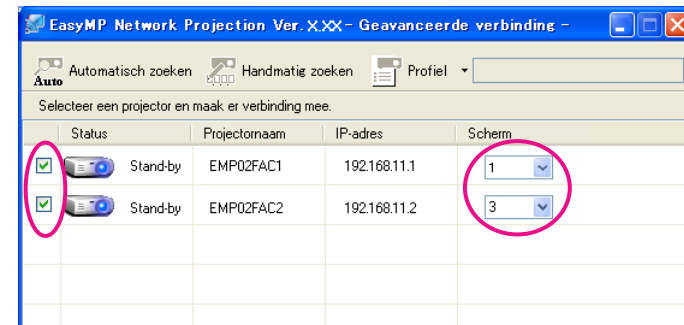 EasyMP Network Projection Ver.X.XX - Geavanceerde verbinding -
Auto Automatisch zoeken Handmatig zoeken Profiel
Selecteer een projector en maak er verbinding mee.
Status Projectornaam IP-adres Scherm
Stand-by EMP02FAC1 192.168.11.1 1
Stand-by EMP02FAC2 192.168.11.2 3